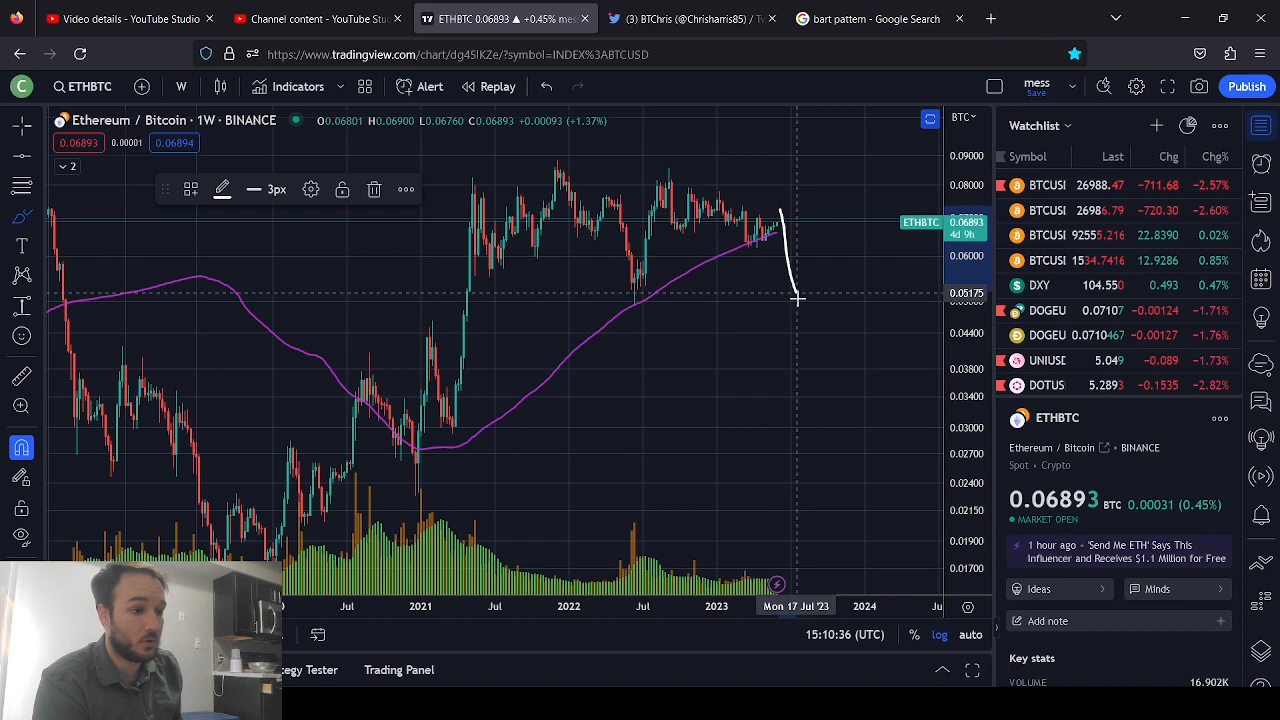 Video details - YouTube Studio
Channel content - YouTube Stu
ETHBTC 0.06893 ▲ +0.45% mes
(3) BTChris (@Chrisharis85) / Tw
bart pattern - Google Search
https://www.tradingview.com/chart/dg45lKZe/?symbol=INDEX%3ABTCUSD
C
ETHBTC
W
Indicators
Alert
Replay
mess
Save
Publish
Ethereum / Bitcoin · 1W · BINANCE
O0.06801 H0.06900 L0.06760 C0.06893 +0.00093 (+1.37%)
0.06893
0.00001
0.06894
2
3px
BTC
0.09000
0.08000
ETHBTC
0.06893
4d 9h
0.06000
0.05175
0.04400
0.03800
0.03400
0.03000
0.02700
0.02400
0.02150
0.01900
0.01700
Jul
2021
Jul
2022
Jul
2023
Mon 17 Jul '23
2024
Ju
15:10:36 (UTC)
%
log
auto
tegy Tester
Trading Panel
Watchlist
Symbol
Last
Chg
Chg%
BTCUSI 26988.47 -711.68 -2.57%
BTCUSI 26986.79 -720.30 -2.60%
BTCUSI 9255 5.216 22.8390 0.02%
BTCUSI 1534.7416 12.9286 0.85%
DXY 104.550 0.493 0.47%
DOGEU 0.07107 -0.00124 -1.71%
DOGEU 0.0710467 -0.00127 -1.76%
UNIUSE 5.049 -0.089 -1.73%
DOTUS 5.2893 -0.1535 -2.82%
ETHBTC
Ethereum / Bitcoin
BINANCE
Spot • Crypto
0.06893 BTC 0.00031 (0.45%)
MARKET OPEN
1 hour ago • 'Send Me ETH' Says This
Influencer and Receives $1.1 Million for Free
Ideas
Minds
Add note
Key stats
VOLUME
16.902K